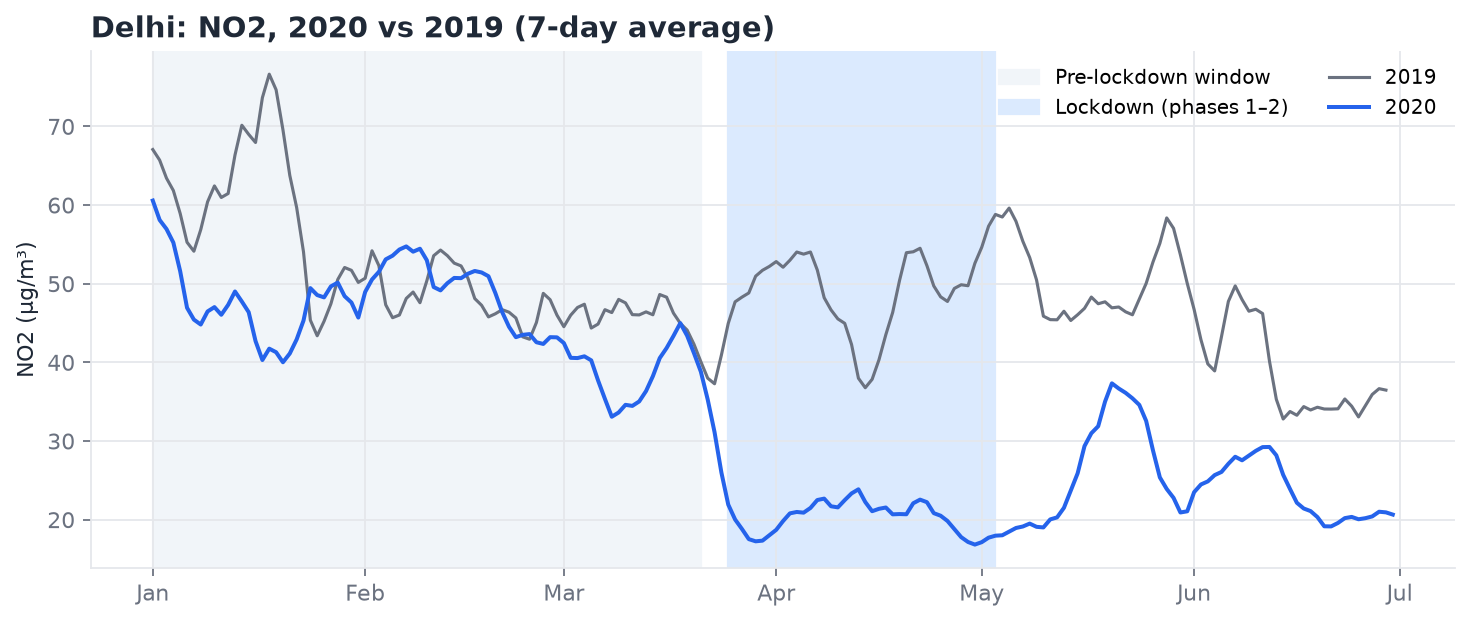 Delhi: NO2, 2020 vs 2019 (7-day average)
Pre-lockdown window
Lockdown (phases 1–2)
2019
2020
NO2 (µg/m³)
70
60
50
40
30
20
Jan
Feb
Mar
Apr
May
Jun
Jul